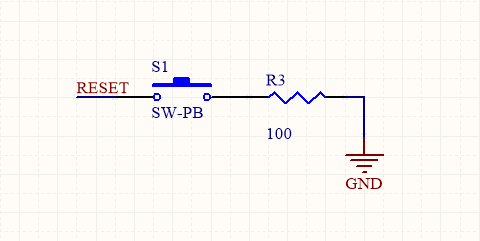 S1
RESET
R3
SW-PB
100
GND